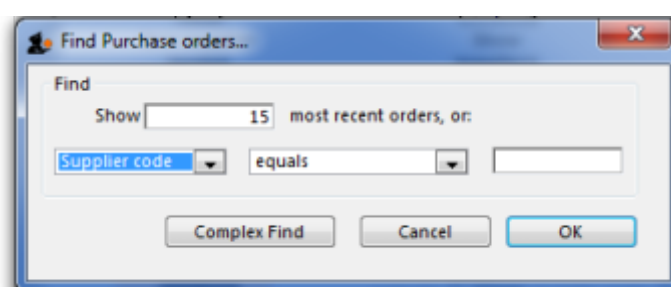 Find Purchase orders...
Find
Show 15 most recent orders, or:
Supplier code equals
Complex Find Cancel OK